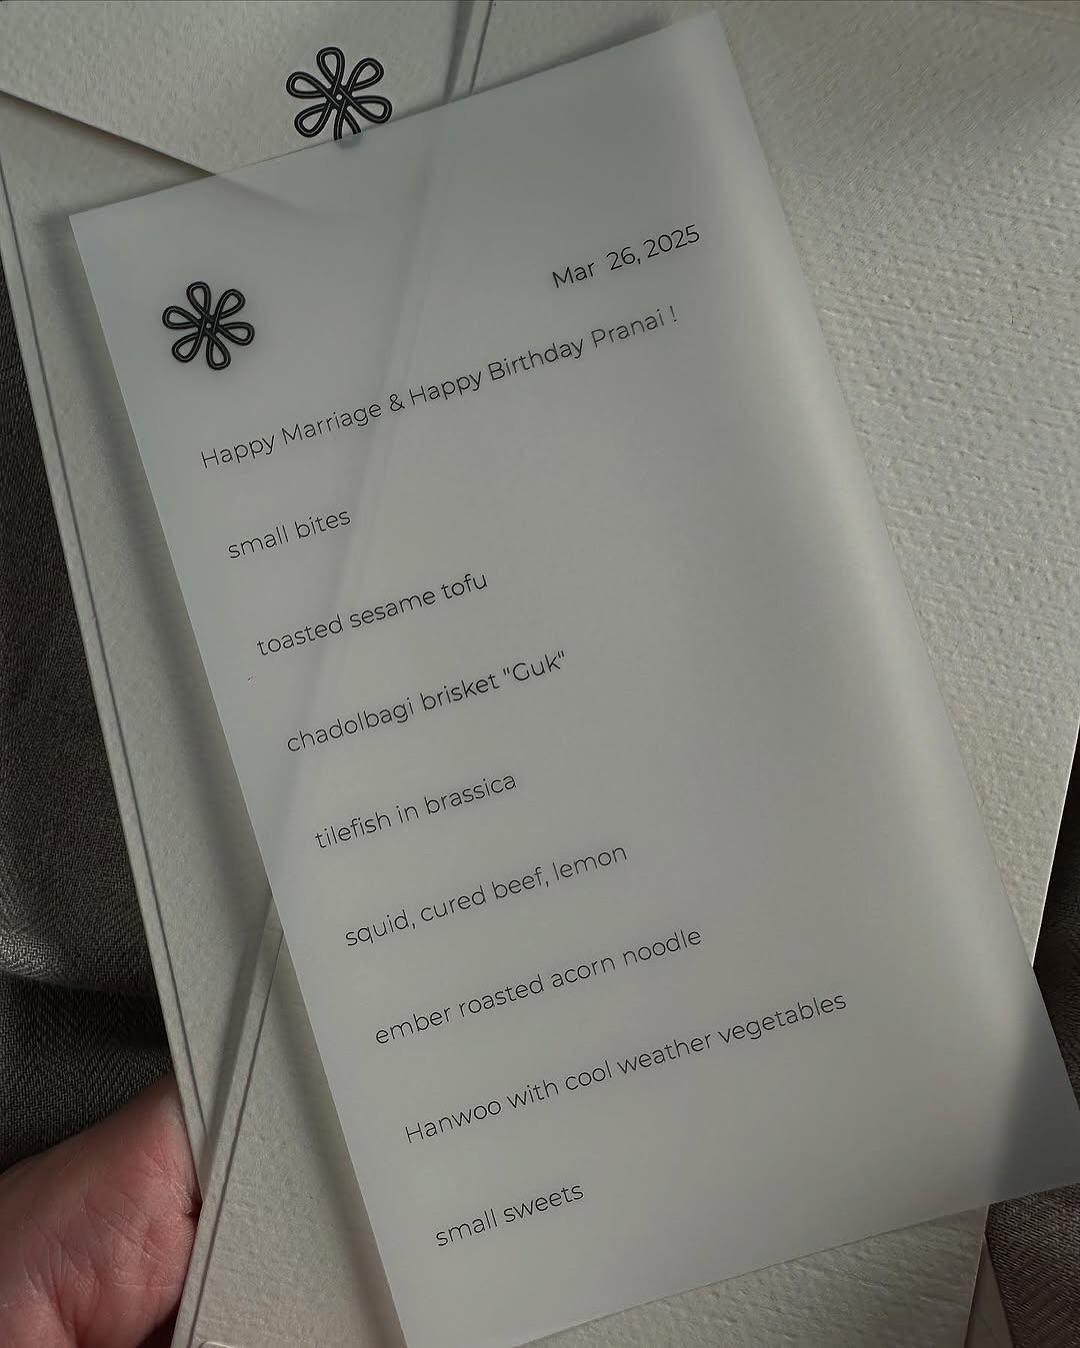 Mar 26, 2025
Happy Marriage & Happy Birthday Pranai !
small bites
toasted sesame tofu
chadolbagi brisket "Guk"
tilefish in brassica
squid, cured beef, lemon
ember roasted acorn noodle
Hanwoo with cool weather vegetables
small sweets